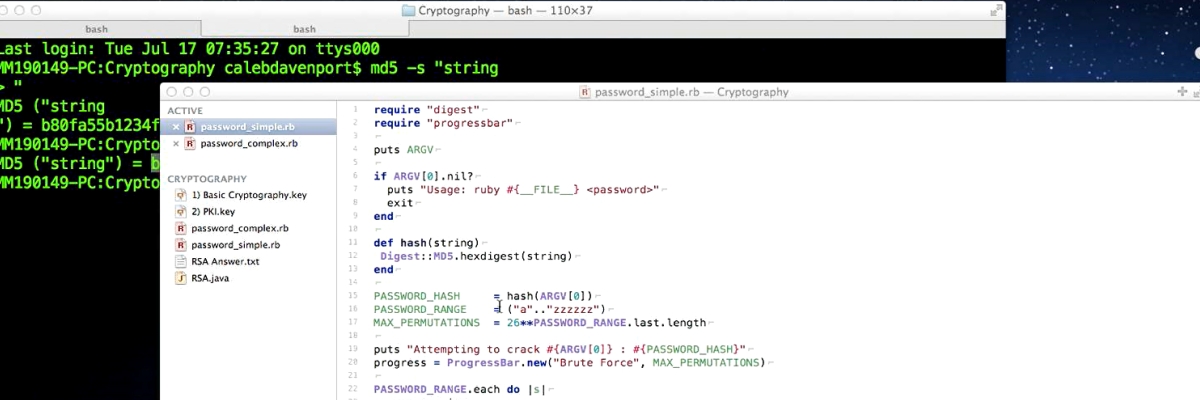 Cryptography — bash — 110×37
bash
bash
Last login: Tue Jul 17 07:35:27 on ttys000
MM190149-PC:Cryptography calebdavenport$ md5 -s "string
> "
MD5 ("string
") = b80fa55b1234f
MM190149-PC:Crypto
MD5 ("string") = b
MM190149-PC:Crypto
password_simple.rb — Cryptography
ACTIVE
password_simple.rb
password_complex.rb
CRYPTOGRAPHY
1) Basic Cryptography.key
2) PKI.key
password_complex.rb
password_simple.rb
RSA Answer.txt
RSA.java
1 require "digest"
2 require "progressbar"
3
4 puts ARGV
5
6 if ARGV[0].nil?
7 puts "Usage: ruby #{__FILE__} <password>"
8 exit
9 end
10
11 def hash(string)
12 Digest::MD5.hexdigest(string)
13 end
14
15 PASSWORD_HASH = hash(ARGV[0])
16 PASSWORD_RANGE = ("a".."zzzzzz")
17 MAX_PERMUTATIONS = 26**PASSWORD_RANGE.last.length
18
19 puts "Attempting to crack #{ARGV[0]} : #{PASSWORD_HASH}"
20 progress = ProgressBar.new("Brute Force", MAX_PERMUTATIONS)
21
22 PASSWORD_RANGE.each do |s|